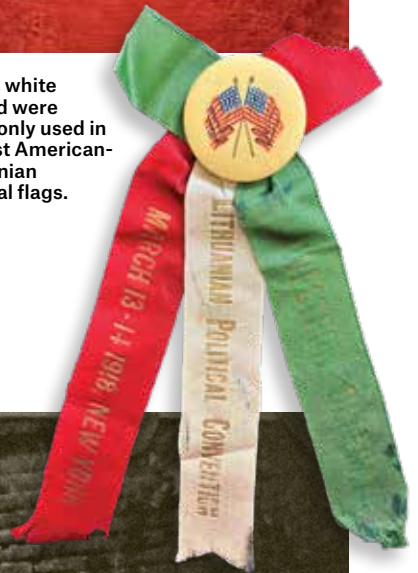 white
d were
only used in
st American-
nian
al flags.
MARCH 13-14 1918, NEW YORK
LITHUANIAN POLITICAL CONVENTION